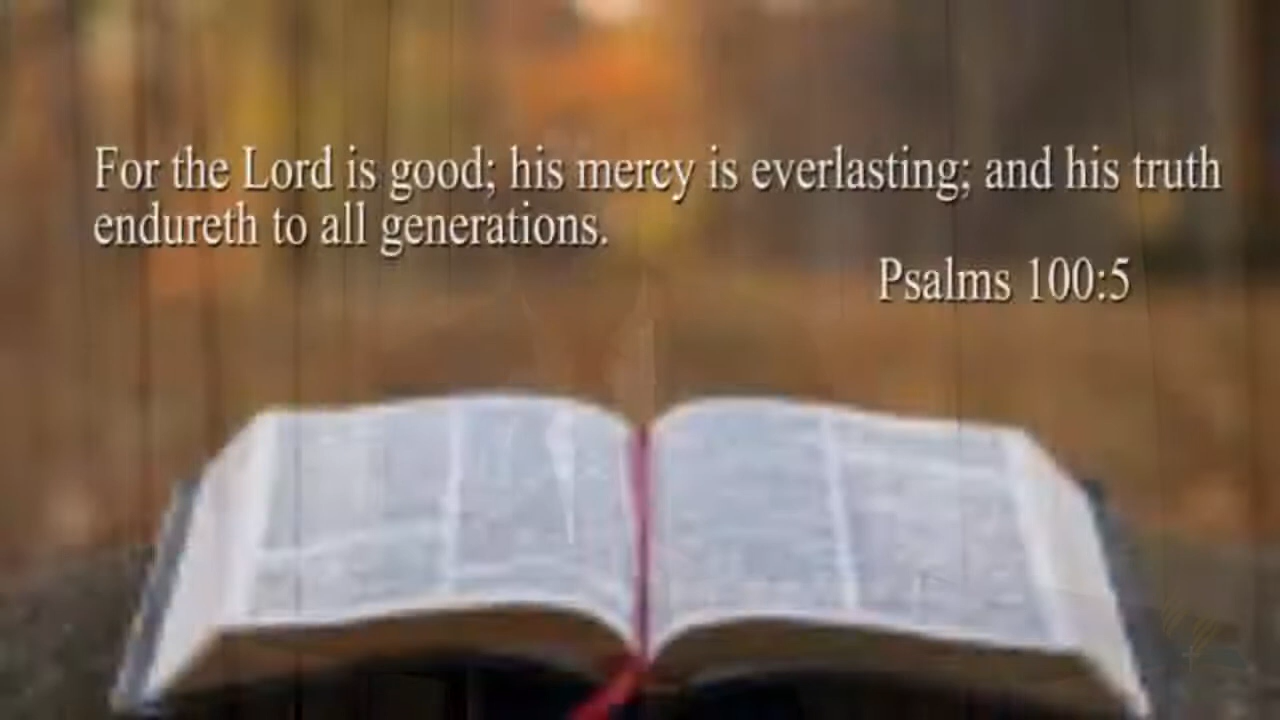 For the Lord is good; his mercy is everlasting; and his truth
endureth to all generations.
Psalms 100:5